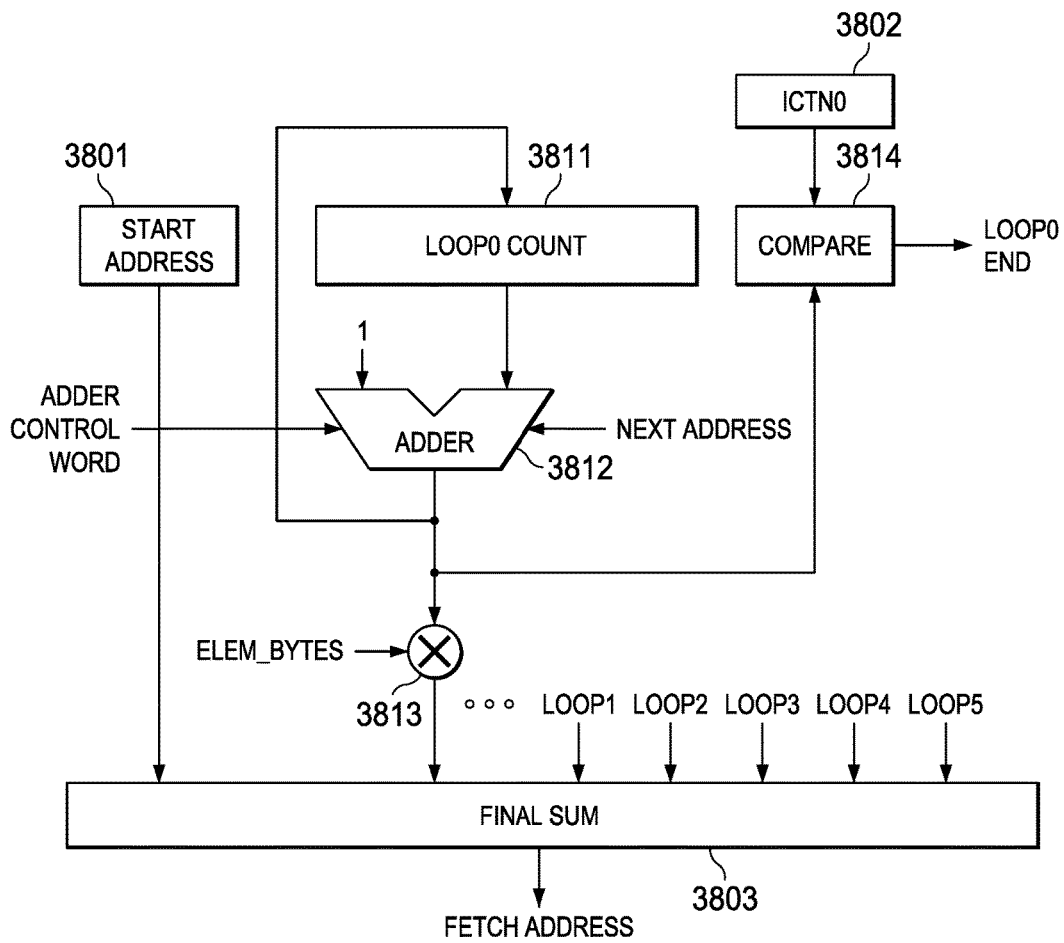 3802
ICTN0
3801
3811
3814
START
ADDRESS
LOOP0 COUNT
COMPARE
LOOP0
END
1
ADDER
CONTROL
WORD
ADDER
NEXT ADDRESS
3812
ELEM_BYTES
3813
LOOP1 LOOP2 LOOP3 LOOP4 LOOP5
FINAL SUM
3803
FETCH ADDRESS